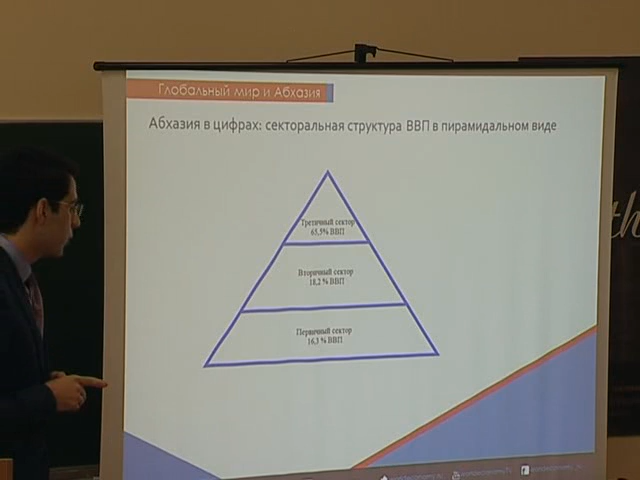 Глобальный мир и Абхазия
Абхазия в цифрах: секторальная структура ВВП в пирамидальном виде
Третичный сектор
65,5% ВВП
Вторичный сектор
18,2 % ВВП
Первичный сектор
16,3 % ВВП
th